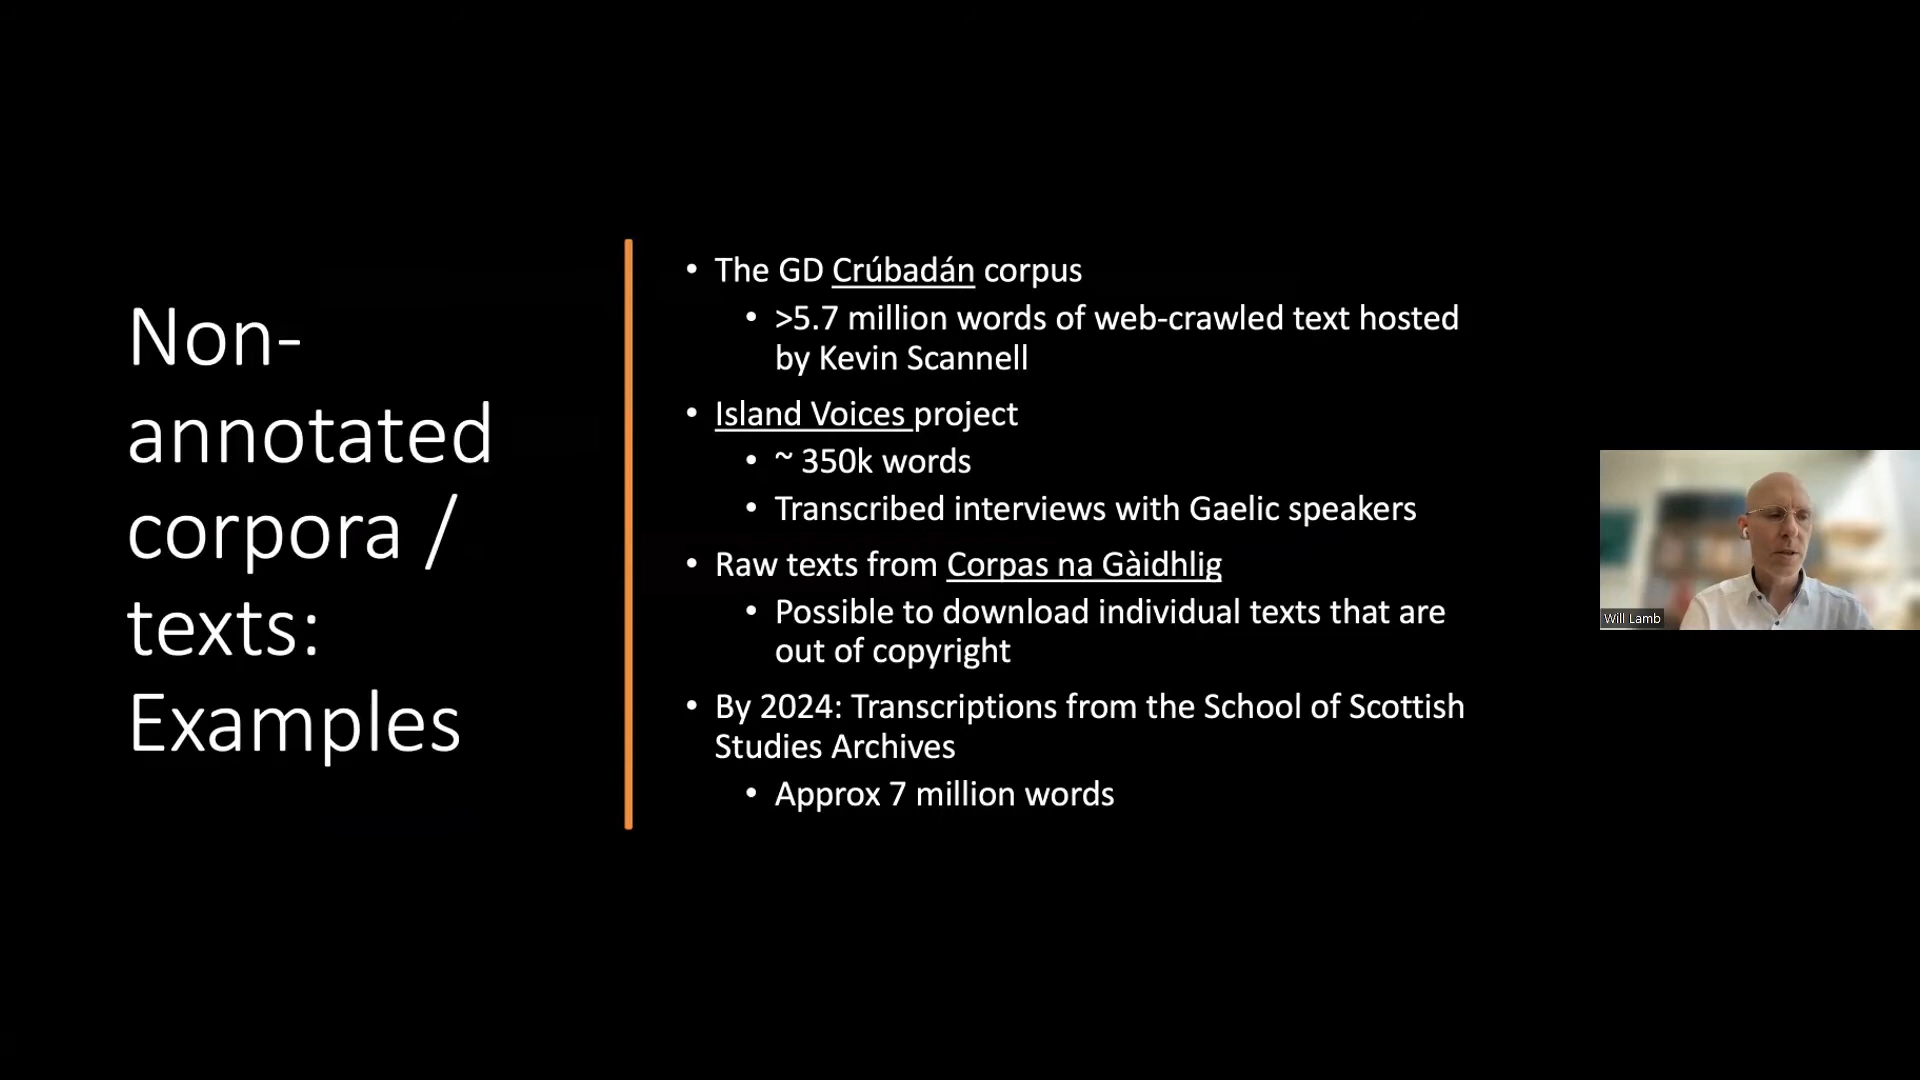 Non-
annotated
corpora /
texts:
Examples
• The GD Crúbadán corpus
• >5.7 million words of web-crawled text hosted
by Kevin Scannell
• Island Voices project
• ~ 350k words
• Transcribed interviews with Gaelic speakers
• Raw texts from Corpas na Gàidhlig
• Possible to download individual texts that are
out of copyright
• By 2024: Transcriptions from the School of Scottish
Studies Archives
• Approx 7 million words
Will Lamb